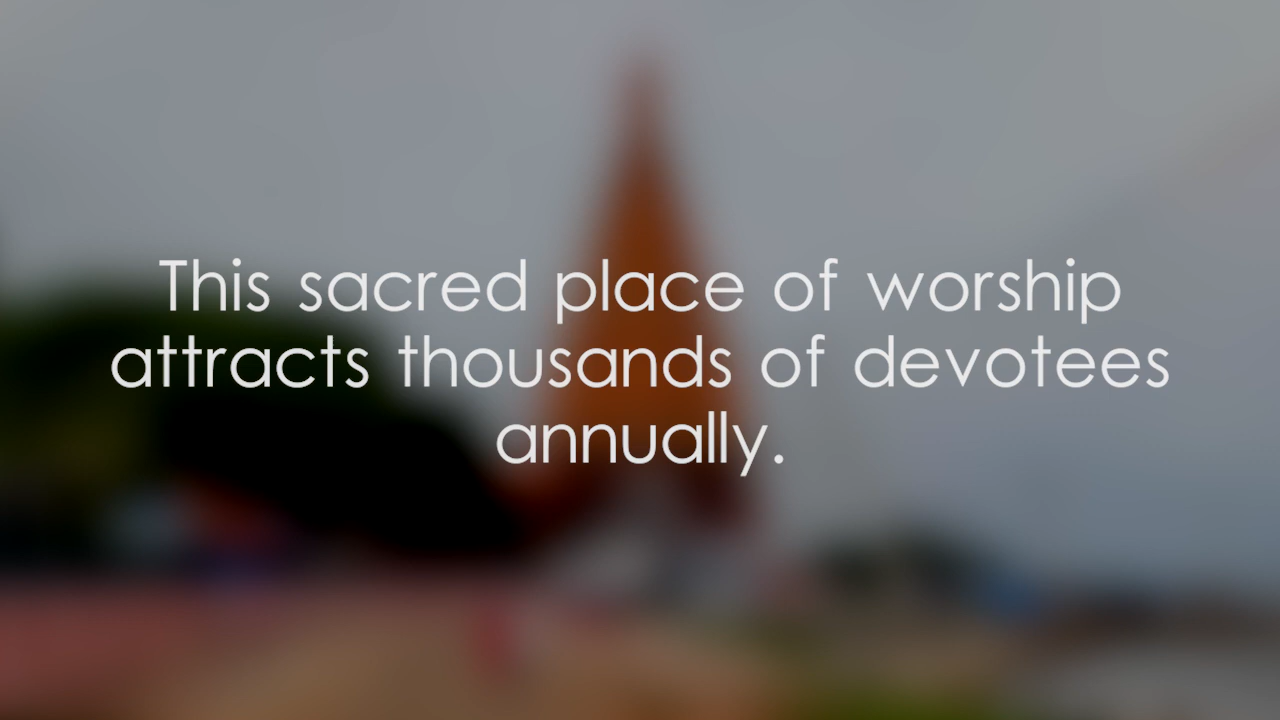 This sacred place of worship
attracts thousands of devotees
annually.